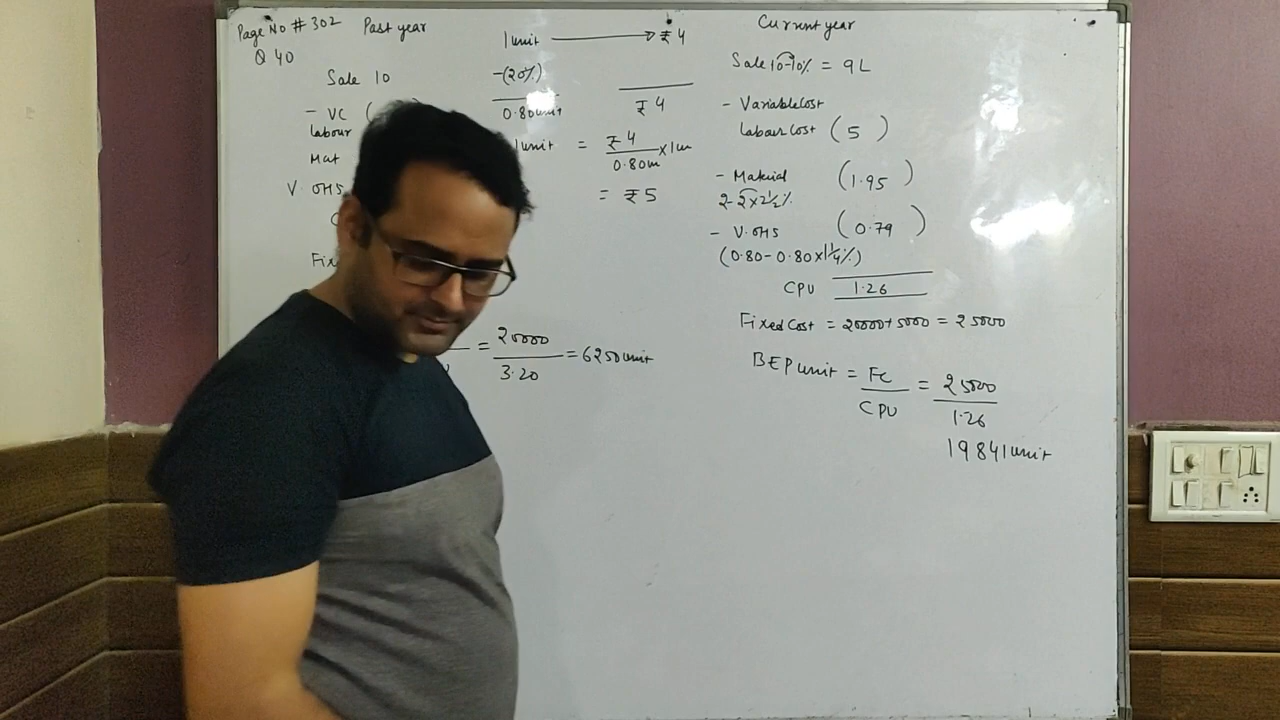 Page No # 302
Q 40
Past year
Sale 10
- VC (
Labour
Mat
V. OHS
Fix
1 unit → ₹ 4
-(20%)
0.80 unit
₹ 4
1 unit = ₹ 4 / 0.80 × 1
= ₹ 5
= 20000 / 3.20 = 6250 unit
Current year
Sale 10-10% = 9
- Variable Cost
Labour Cost (5)
- Material (1.95)
2-2×2½%
- V. OHS (0.79)
(0.80-0.80×1¼%)
CPU 1.26
Fixed Cost = 20000+5000 = 25000
BEP unit = FC / CPU = 25000 / 1.26
19841 unit